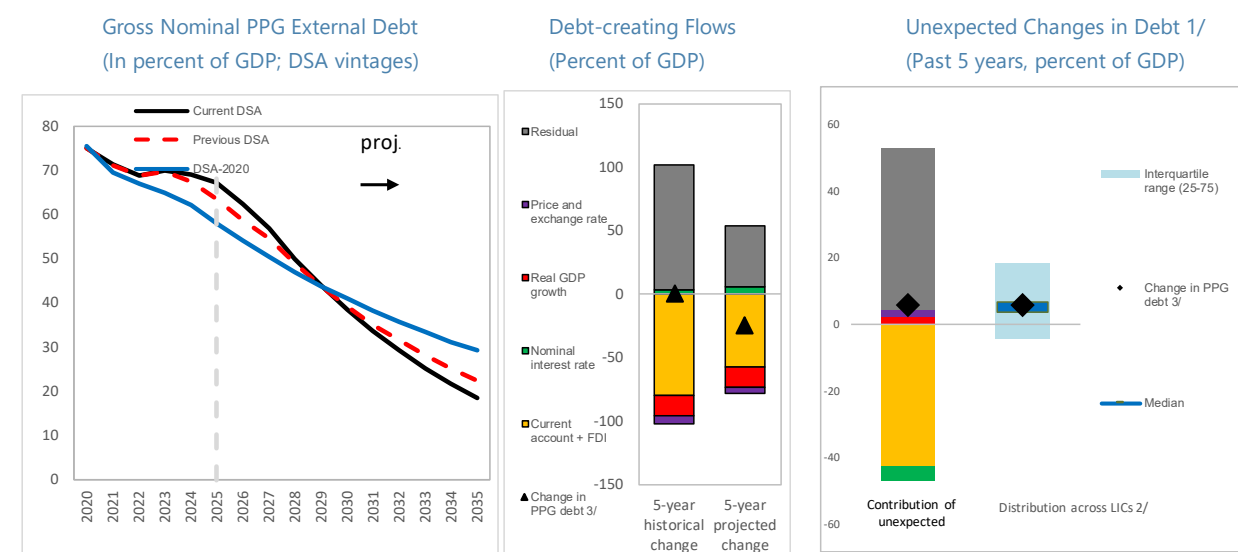 Gross Nominal PPG External Debt
(In percent of GDP; DSA vintages)
Current DSA
Previous DSA
DSA-2020
proj.
80
70
60
50
40
30
20
10
0
2020
2021
2022
2023
2024
2025
2026
2027
2028
2029
2030
2031
2032
2033
2034
2035
Debt-creating Flows
(Percent of GDP)
Residual
Price and
exchange rate
Real GDP
growth
Nominal
interest rate
Current
account + FDI
Change in
PPG debt 3/
150
100
50
0
-50
-100
-150
5-year
historical
change
5-year
projected
change
Unexpected Changes in Debt 1/
(Past 5 years, percent of GDP)
60
40
20
0
-20
-40
-60
Interquartile
range (25-75)
Change in PPG
debt 3/
Median
Contribution of
unexpected
Distribution across LICs 2/